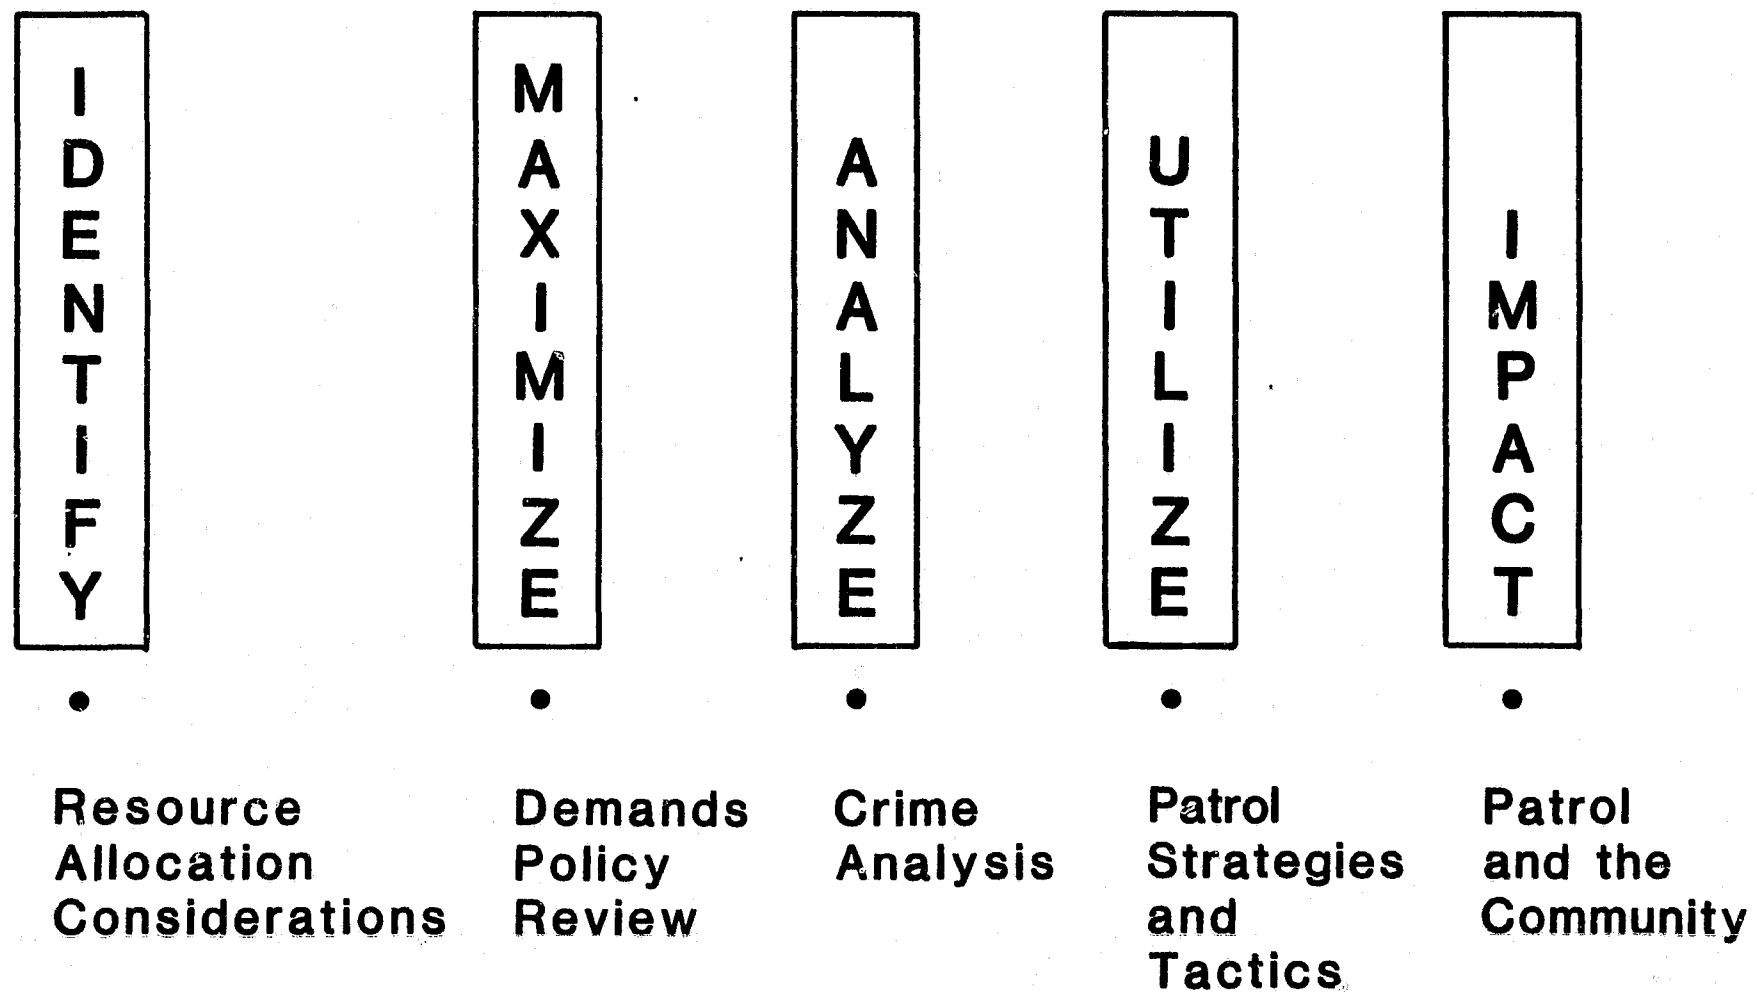 IDENTIFY
MAXIMIZE
ANALYZE
UTILIZE
IMPACT
• Resource
Allocation
Considerations
• Demands
Policy
Review
• Crime
Analysis
• Patrol
Strategies
and
Tactics
• Patrol
and the
Community